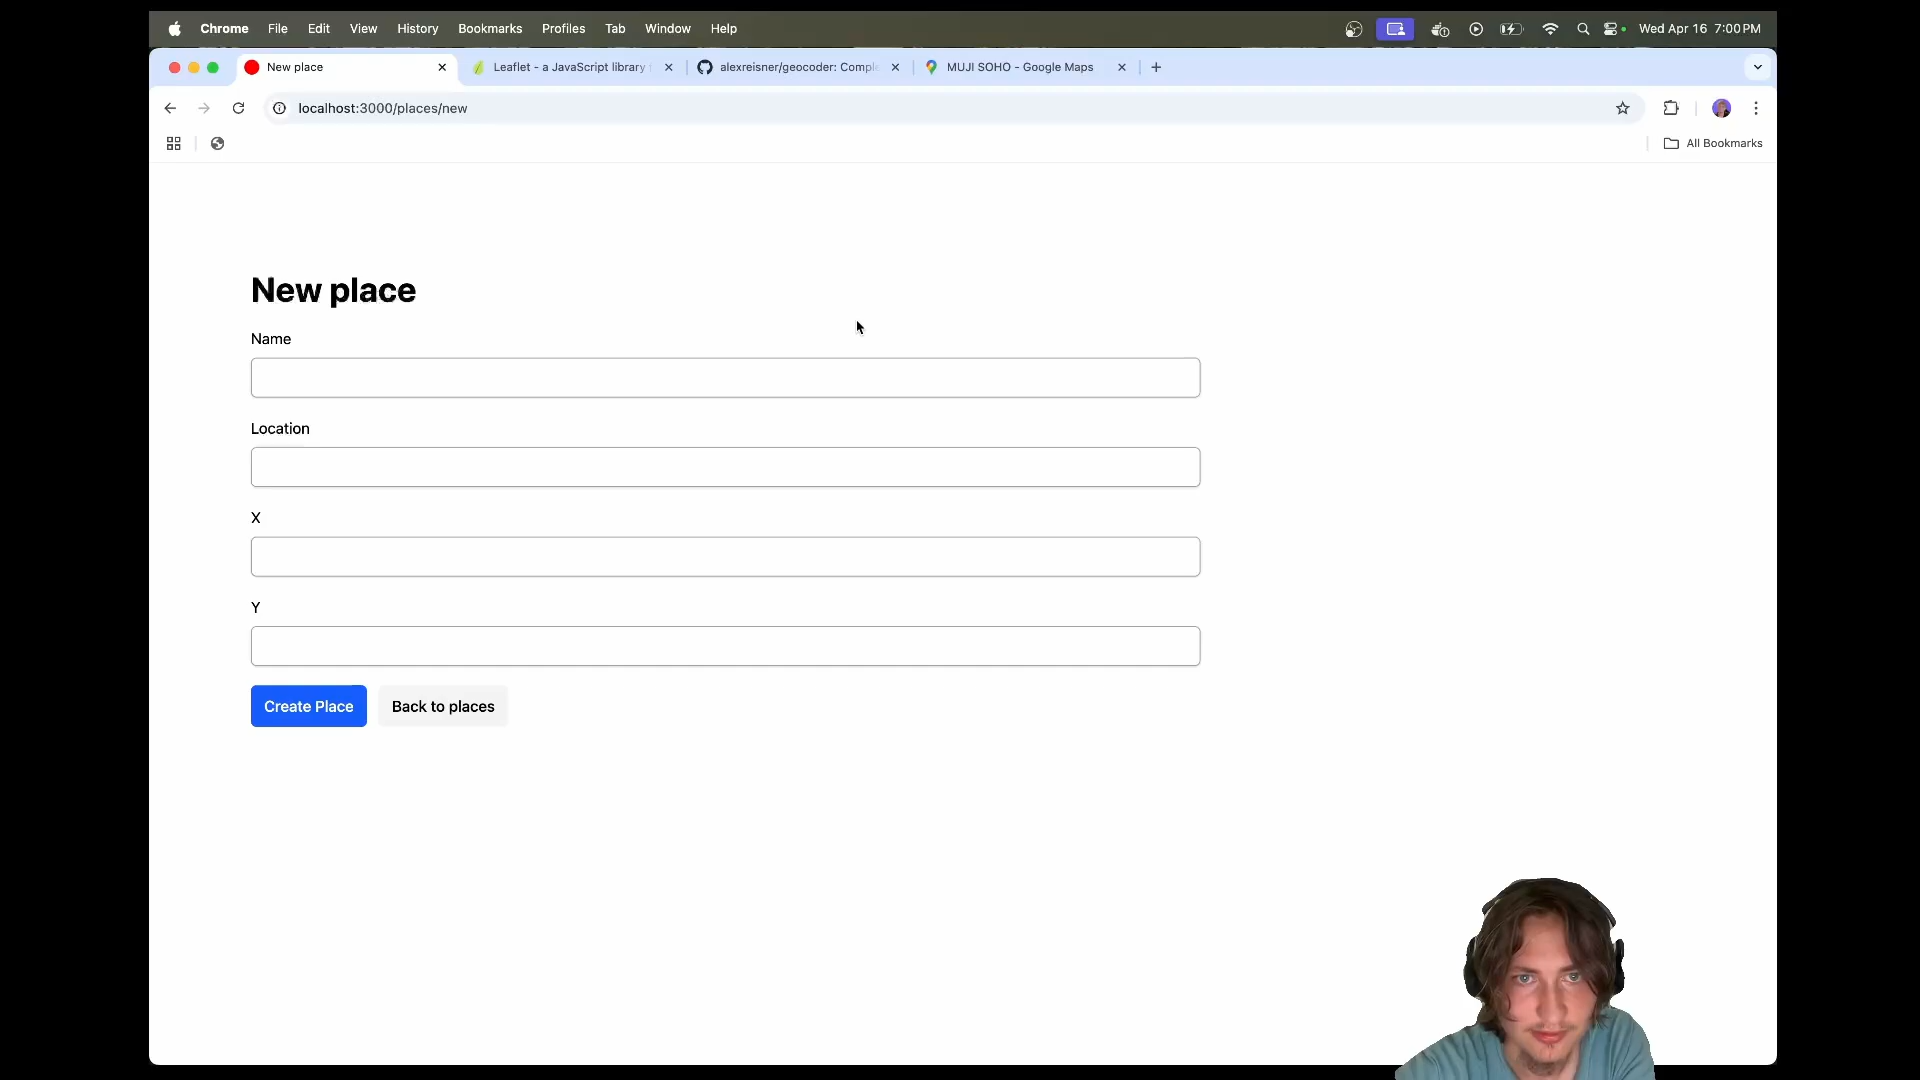 Chrome File Edit View History Bookmarks Profiles Tab Window Help Wed Apr 16 7:00 PM
New place Leaflet - a JavaScript library alexreisner/geocoder: Comple MUJI SOHO - Google Maps
localhost:3000/places/new
All Bookmarks
New place
Name
Location
X
Y
Create Place Back to places